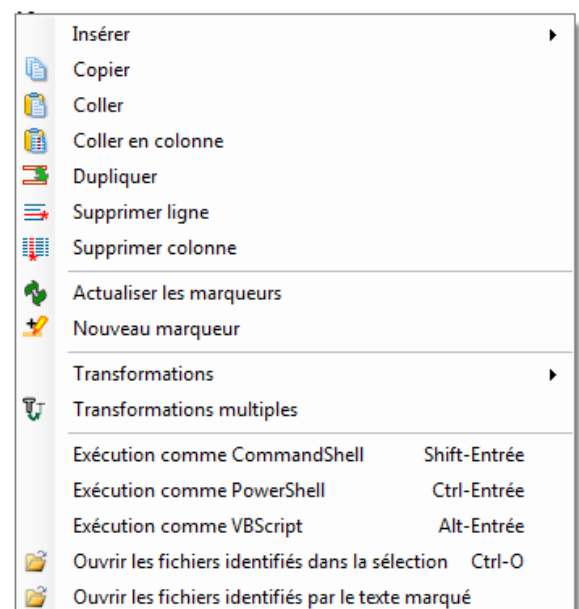 Insérer
Copier
Coller
Coller en colonne
Dupliquer
Supprimer ligne
Supprimer colonne
Actualiser les marqueurs
Nouveau marqueur
Transformations
Transformations multiples
Exécution comme CommandShell Shift-Entrée
Exécution comme PowerShell Ctrl-Entrée
Exécution comme VBScript Alt-Entrée
Ouvrir les fichiers identifiés dans la sélection Ctrl-O
Ouvrir les fichiers identifiés par le texte marqué